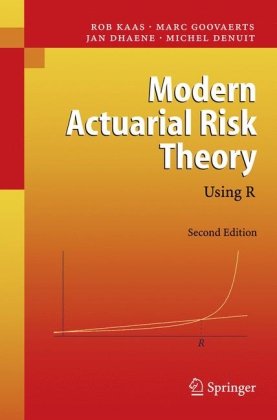 ROB KAAS · MARC GOOVAERTS
JAN DHAENE · MICHEL DENUIT
Modern
Actuarial Risk
Theory
Using R
Second Edition
R
Springer